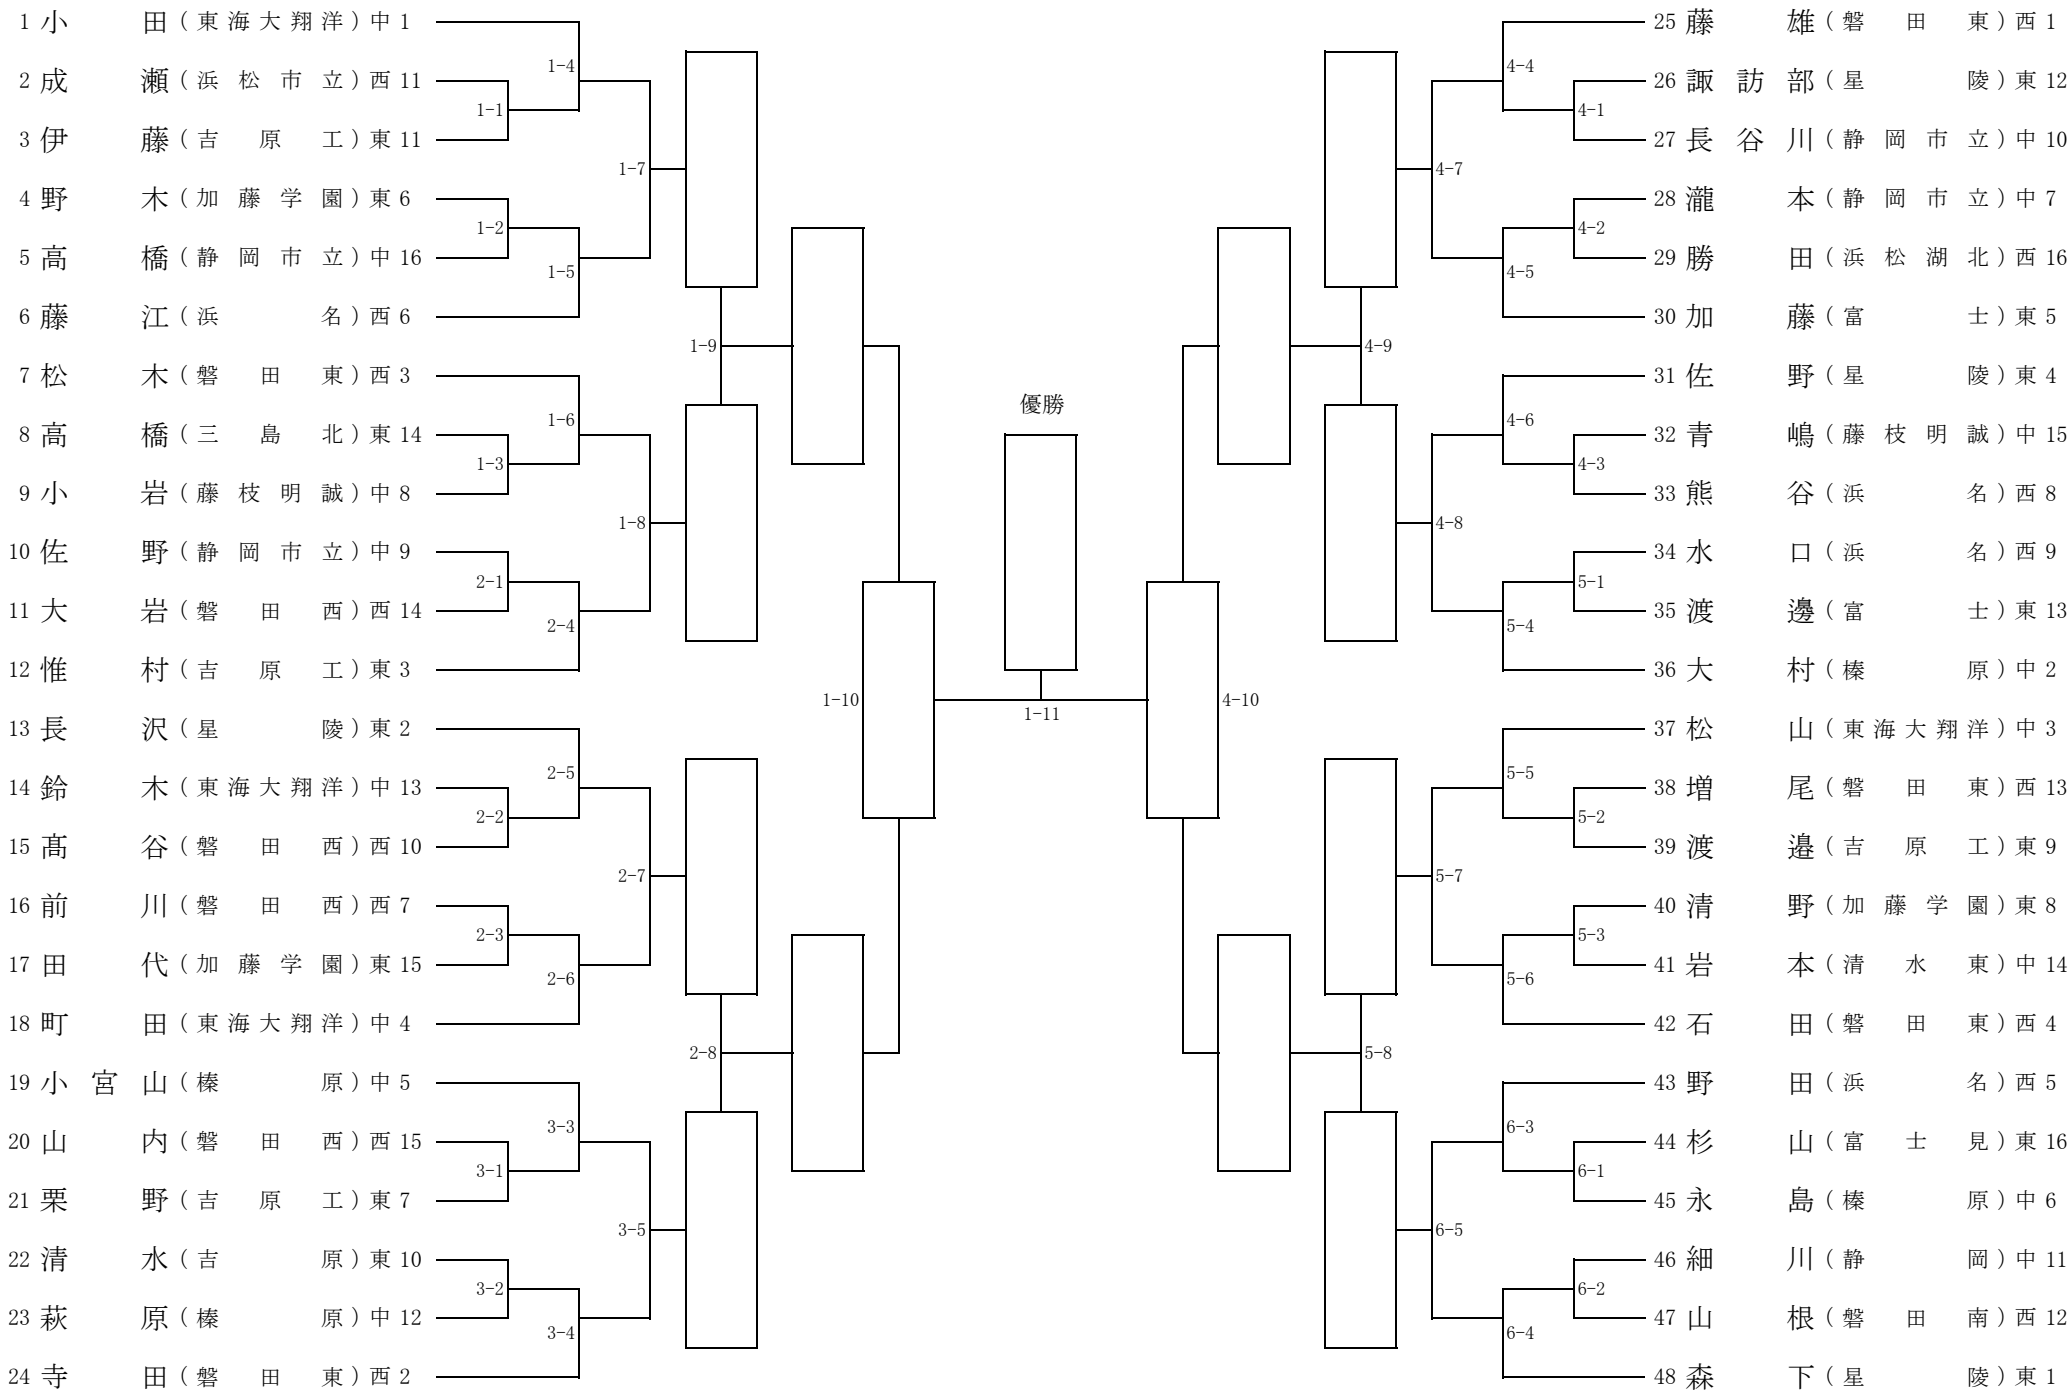 1 小田（東海大翔洋）中 1
2 成瀬（浜松市立）西 11
3 伊藤（吉原工）東 11
4 野木（加藤学園）東 6
5 高橋（静岡市立）中 16
6 藤江（浜名）西 6
7 松木（磐田東）西 3
8 高橋（三島北）東 14
9 小岩（藤枝明誠）中 8
10 佐野（静岡市立）中 9
11 大岩（磐田西）西 14
12 惟村（吉原工）東 3
13 長沢（星陵）東 2
14 鈴木（東海大翔洋）中 13
15 髙谷（磐田西）西 10
16 前川（磐田西）西 7
17 田代（加藤学園）東 15
18 町田（東海大翔洋）中 4
19 小宮山（榛原）中 5
20 山内（磐田西）西 15
21 栗野（吉原工）東 7
22 清水（吉原）東 10
23 萩原（榛原）中 12
24 寺田（磐田東）西 2
1-4
1-1
1-7
1-2
1-5
1-9
1-6
1-3
1-8
2-1
2-4
1-10
2-5
2-2
2-7
2-3
2-6
2-8
3-3
3-1
3-5
3-2
3-4
優勝
1-11
4-4
4-1
4-7
4-2
4-5
4-9
4-6
4-3
4-8
5-1
5-4
4-10
5-5
5-2
5-7
5-3
5-6
5-8
6-3
6-1
6-5
6-2
6-4
25 藤雄（磐田東）西 1
26 諏訪部（星陵）東 12
27 長谷川（静岡市立）中 10
28 瀧本（静岡市立）中 7
29 勝田（浜松湖北）西 16
30 加藤（富士）東 5
31 佐野（星陵）東 4
32 青嶋（藤枝明誠）中 15
33 熊谷（浜名）西 8
34 水口（浜名）西 9
35 渡邊（富士）東 13
36 大村（榛原）中 2
37 松山（東海大翔洋）中 3
38 増尾（磐田東）西 13
39 渡邉（吉原工）東 9
40 清野（加藤学園）東 8
41 岩本（清水東）中 14
42 石田（磐田東）西 4
43 野田（浜名）西 5
44 杉山（富士見）東 16
45 永島（榛原）中 6
46 細川（静岡）中 11
47 山根（磐田南）西 12
48 森下（星陵）東 1